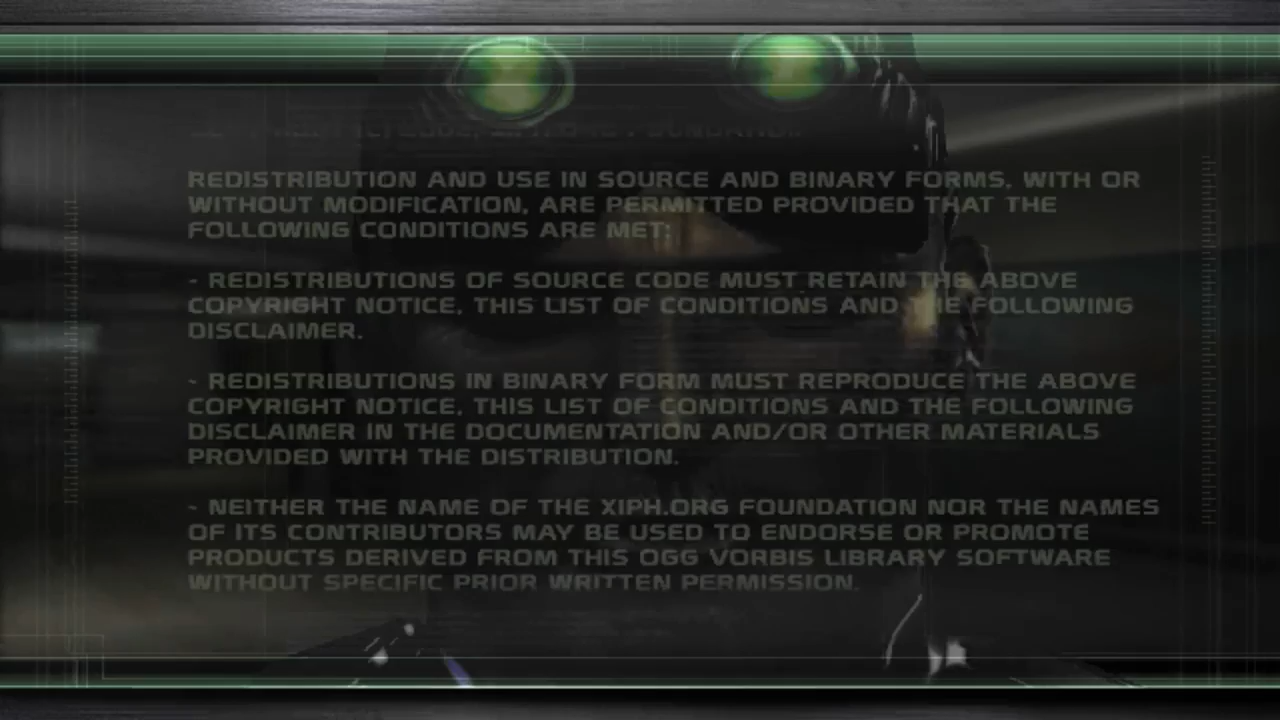 REDISTRIBUTION AND USE IN SOURCE AND BINARY FORMS, WITH OR
WITHOUT MODIFICATION, ARE PERMITTED PROVIDED THAT THE
FOLLOWING CONDITIONS ARE MET:
- REDISTRIBUTIONS OF SOURCE CODE MUST RETAIN THE ABOVE
COPYRIGHT NOTICE, THIS LIST OF CONDITIONS AND THE FOLLOWING
DISCLAIMER.
- REDISTRIBUTIONS IN BINARY FORM MUST REPRODUCE THE ABOVE
COPYRIGHT NOTICE, THIS LIST OF CONDITIONS AND THE FOLLOWING
DISCLAIMER IN THE DOCUMENTATION AND/OR OTHER MATERIALS
PROVIDED WITH THE DISTRIBUTION.
- NEITHER THE NAME OF THE XIPH.ORG FOUNDATION NOR THE NAMES
OF ITS CONTRIBUTORS MAY BE USED TO ENDORSE OR PROMOTE
PRODUCTS DERIVED FROM THIS OGG VORBIS LIBRARY SOFTWARE
WITHOUT SPECIFIC PRIOR WRITTEN PERMISSION.